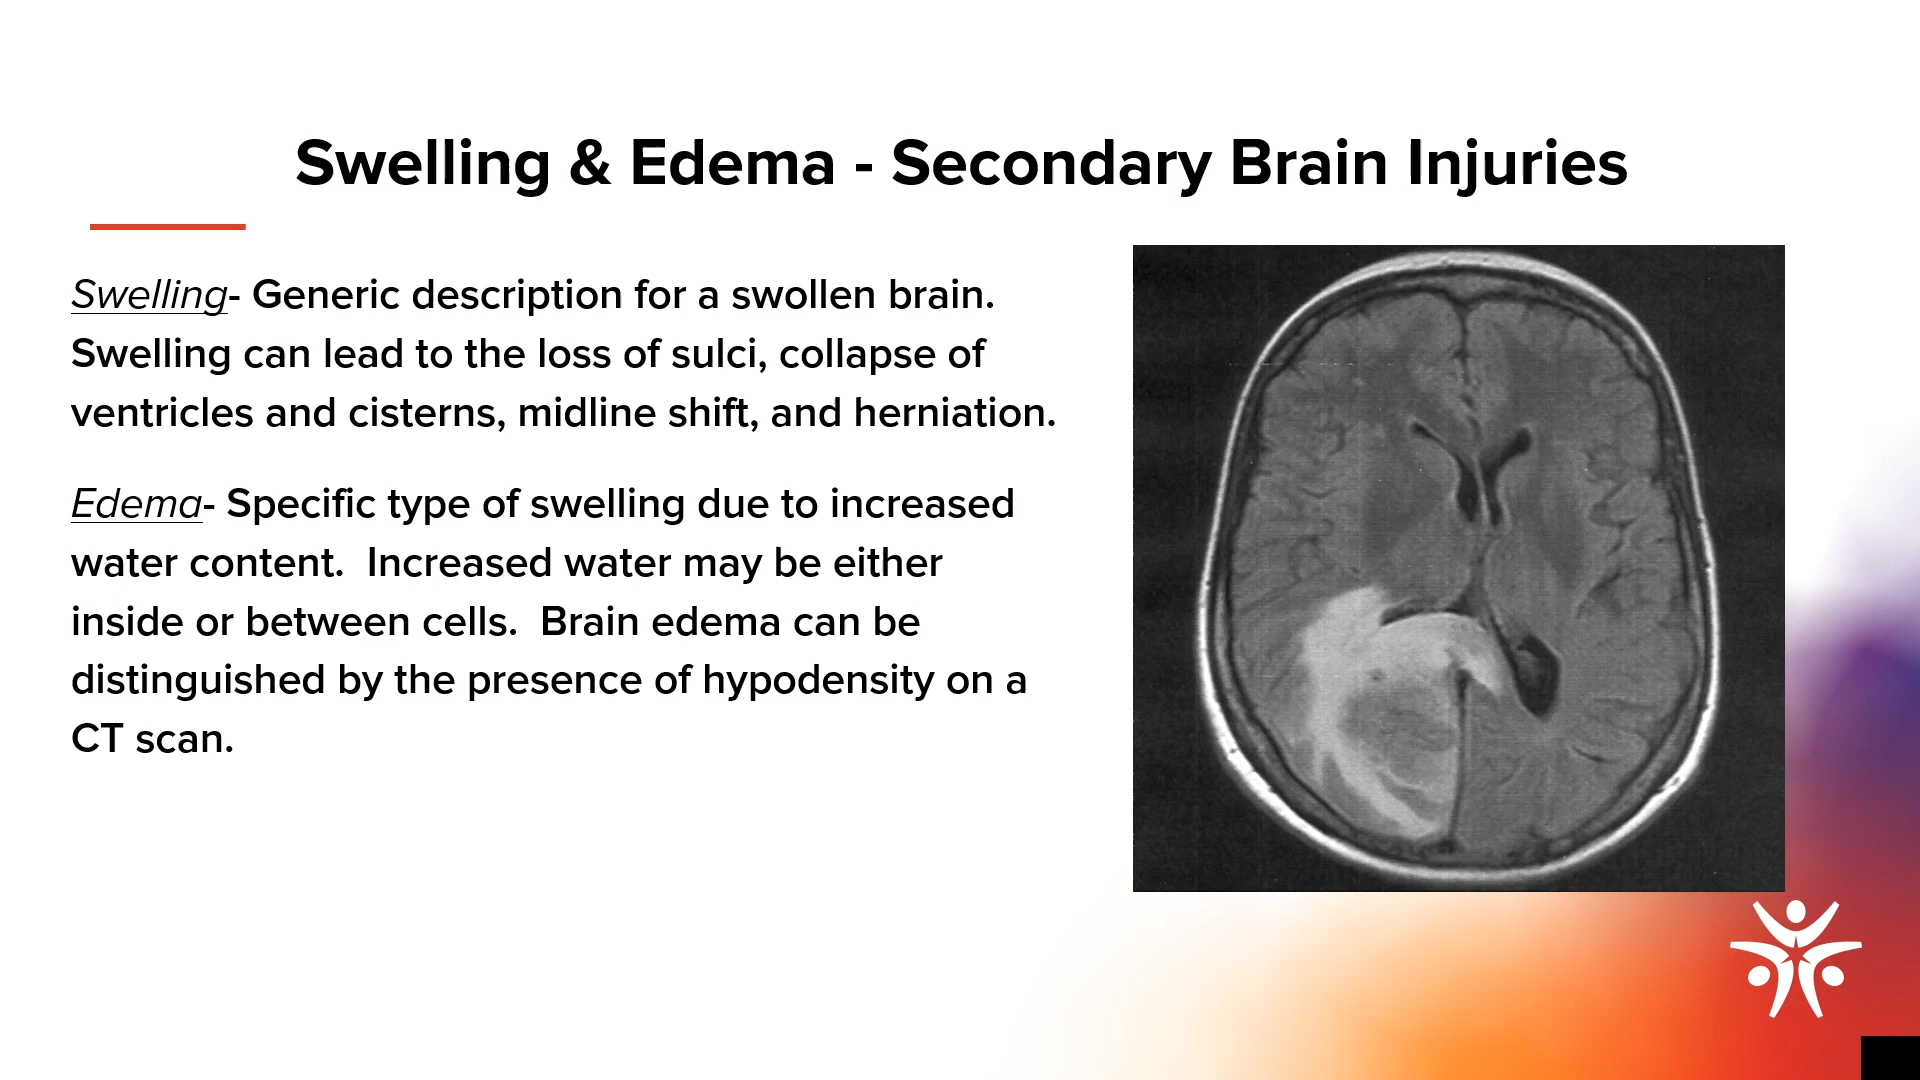 Swelling & Edema - Secondary Brain Injuries
Swelling- Generic description for a swollen brain.
Swelling can lead to the loss of sulci, collapse of
ventricles and cisterns, midline shift, and herniation.
Edema- Specific type of swelling due to increased
water content.  Increased water may be either
inside or between cells.  Brain edema can be
distinguished by the presence of hypodensity on a
CT scan.